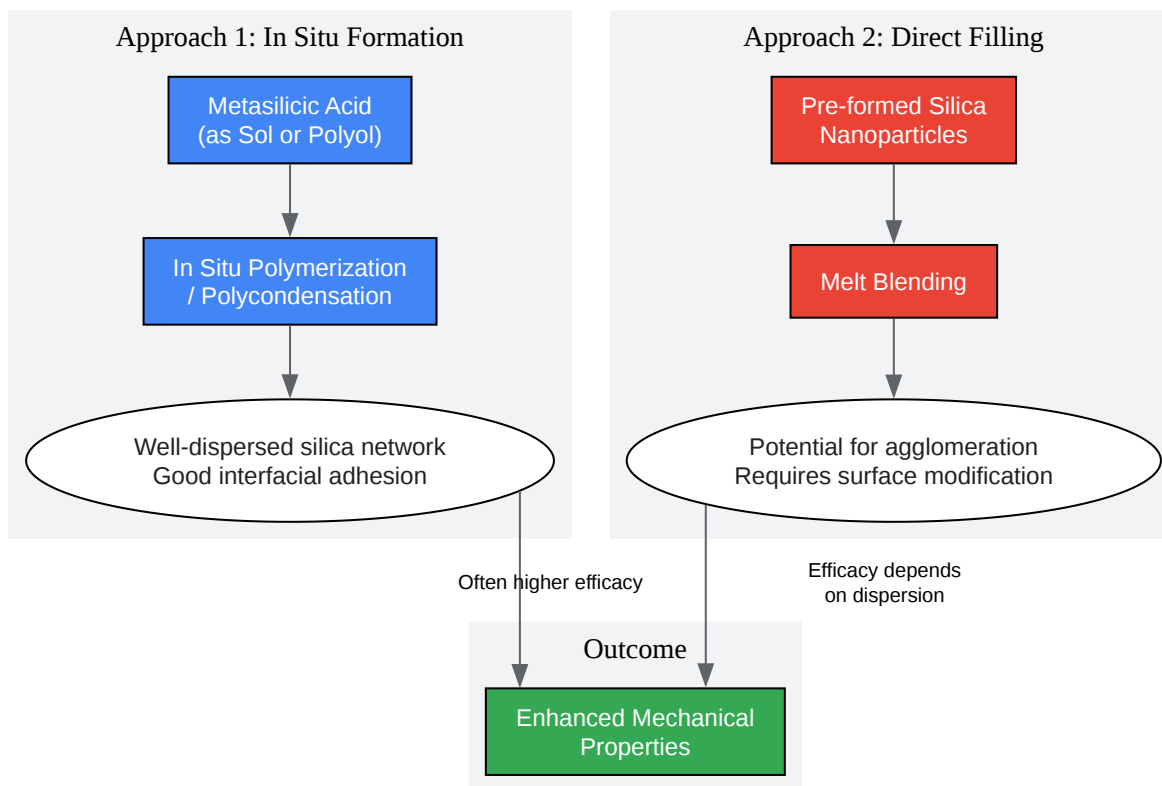 Approach 1: In Situ Formation
Metasilicic Acid
(as Sol or Polyol)
In Situ Polymerization
/ Polycondensation
Well-dispersed silica network
Good interfacial adhesion
Approach 2: Direct Filling
Pre-formed Silica
Nanoparticles
Melt Blending
Potential for agglomeration
Requires surface modification
Often higher efficacy
Efficacy depends
on dispersion
Outcome
Enhanced Mechanical
Properties